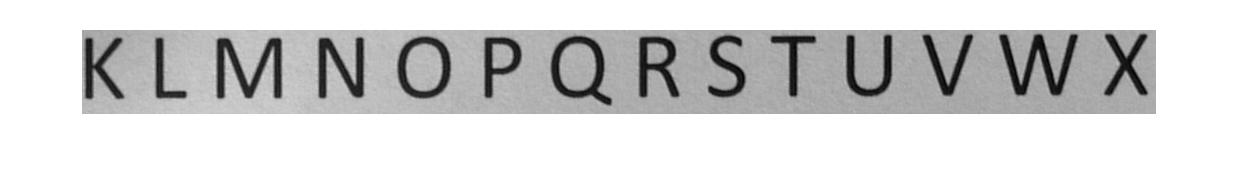 K L M N O P Q R S T U V W X